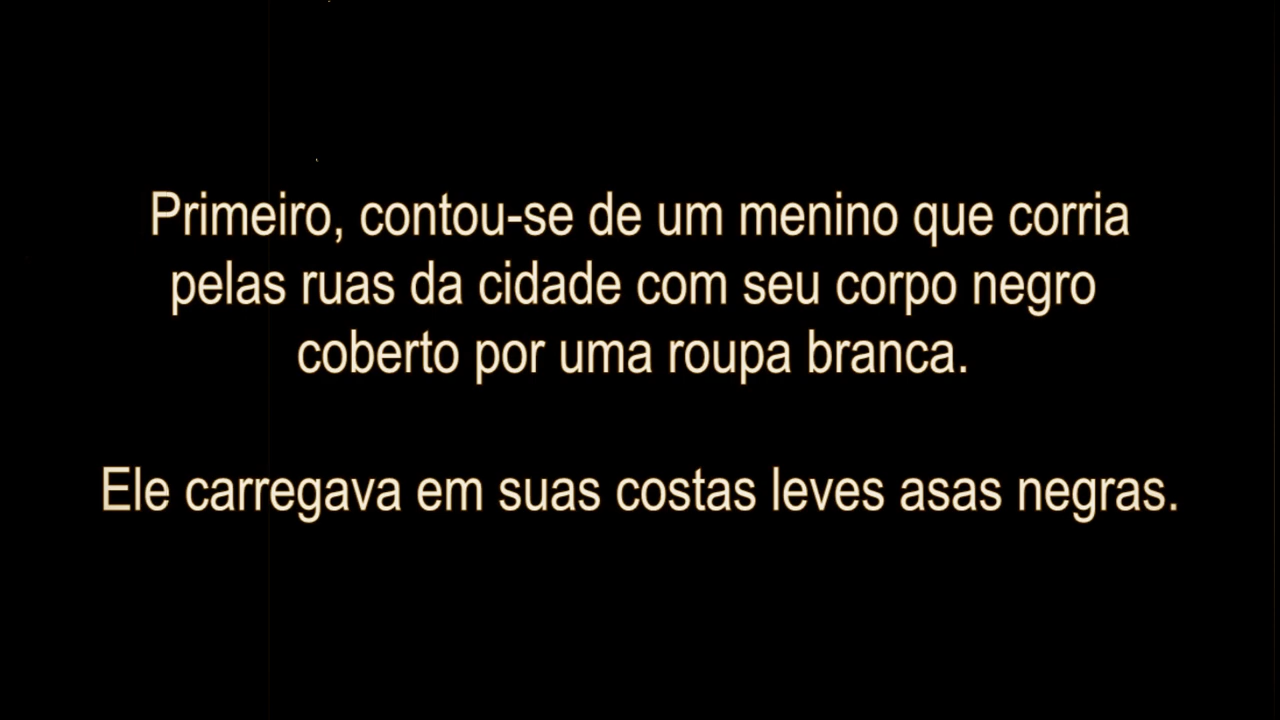 Primeiro, contou-se de um menino que corria
pelas ruas da cidade com seu corpo negro
coberto por uma roupa branca.
Ele carregava em suas costas leves asas negras.